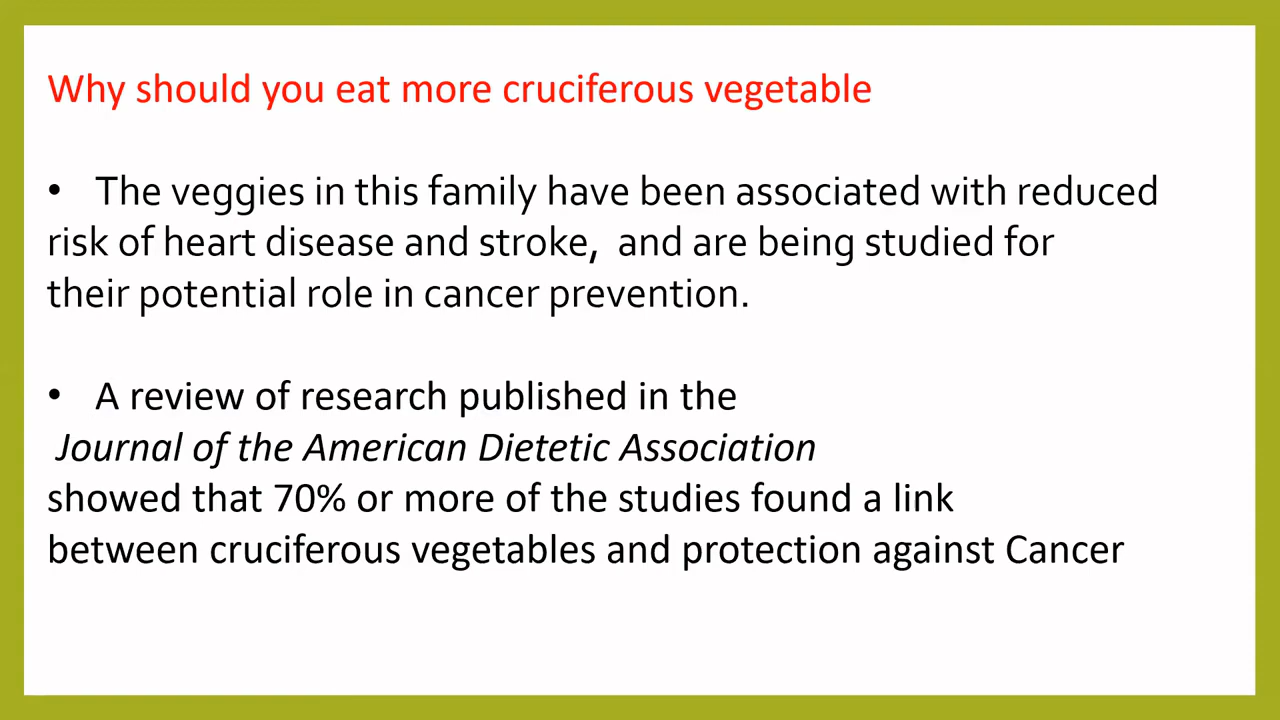 Why should you eat more cruciferous vegetable
• The veggies in this family have been associated with reduced
risk of heart disease and stroke,  and are being studied for
their potential role in cancer prevention.
• A review of research published in the
Journal of the American Dietetic Association
showed that 70% or more of the studies found a link
between cruciferous vegetables and protection against Cancer